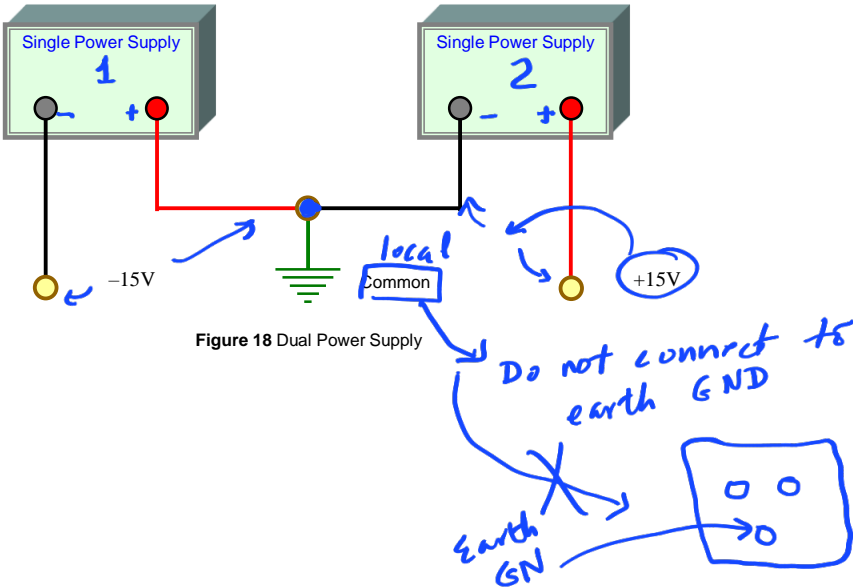 Single Power Supply
1
- +
Single Power Supply
2
- +
–15V
local
Common
+15V
Figure 18 Dual Power Supply
Do not connect to
earth GND
Earth
GN